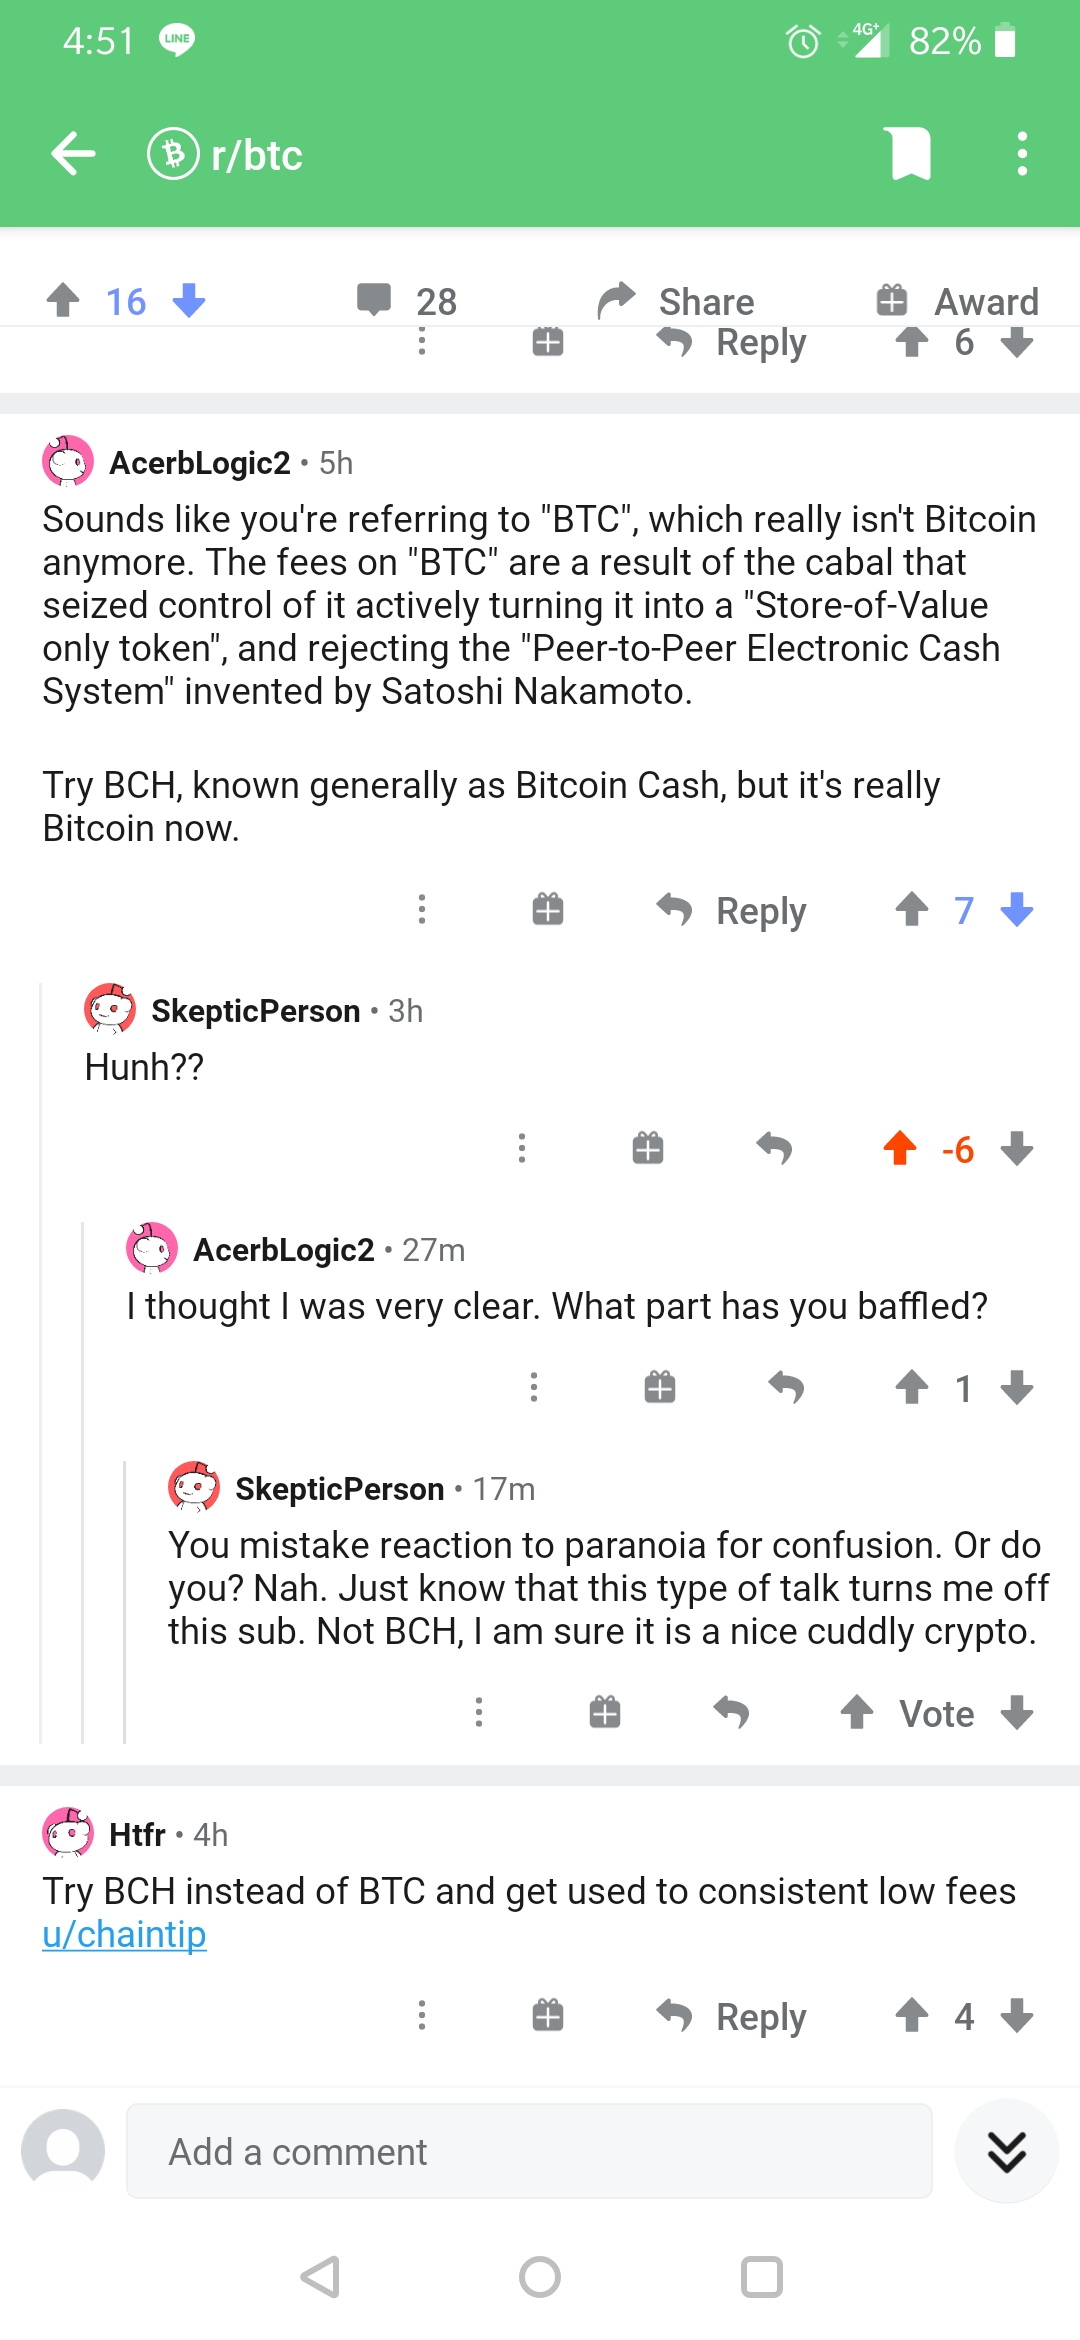 4:51 LINE 4G+ 82%
r/btc
16 28 Share Award
Reply 6
AcerbLogic2 • 5h
Sounds like you're referring to "BTC", which really isn't Bitcoin
anymore. The fees on "BTC" are a result of the cabal that
seized control of it actively turning it into a "Store-of-Value
only token", and rejecting the "Peer-to-Peer Electronic Cash
System" invented by Satoshi Nakamoto.
Try BCH, known generally as Bitcoin Cash, but it's really
Bitcoin now.
Reply 7
SkepticPerson • 3h
Hunh??
-6
AcerbLogic2 • 27m
I thought I was very clear. What part has you baffled?
1
SkepticPerson • 17m
You mistake reaction to paranoia for confusion. Or do
you? Nah. Just know that this type of talk turns me off
this sub. Not BCH, I am sure it is a nice cuddly crypto.
Vote
Htfr • 4h
Try BCH instead of BTC and get used to consistent low fees
u/chaintip
Reply 4
Add a comment